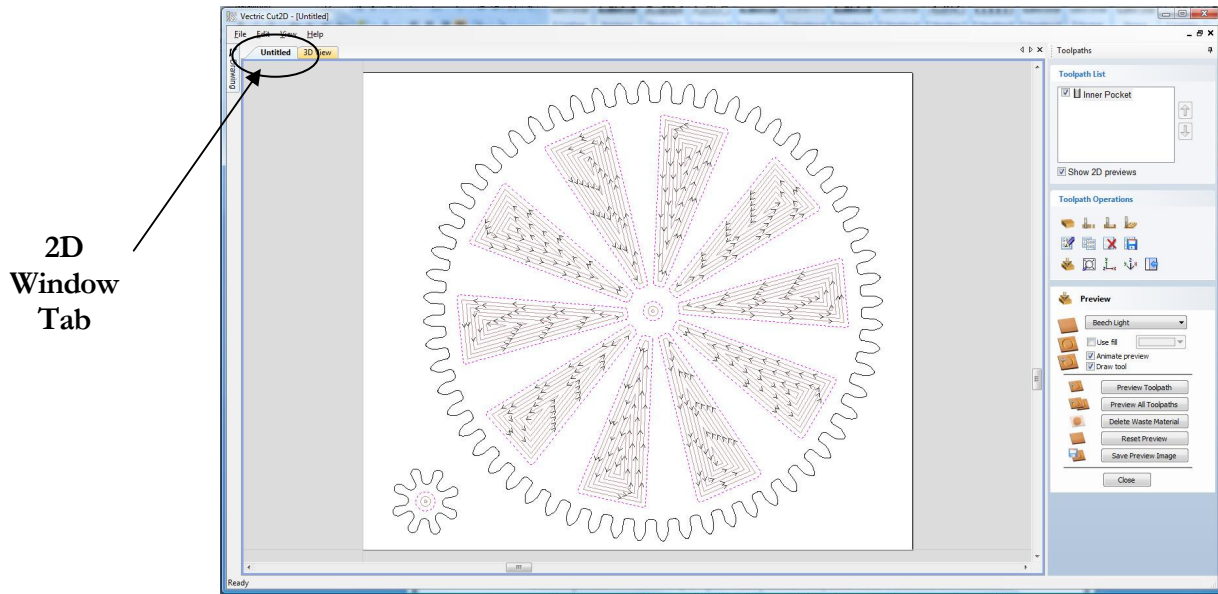 Vectric Cut2D - [Untitled]
File Edit View Help
Untitled 3D View
Drawing
2D
Window
Tab
Toolpaths
Toolpath List
Inner Pocket
Show 2D previews
Toolpath Operations
Preview
Beech Light
Use fill
Animate preview
Draw tool
Preview Toolpath
Preview All Toolpaths
Delete Waste Material
Reset Preview
Save Preview Image
Close
Ready